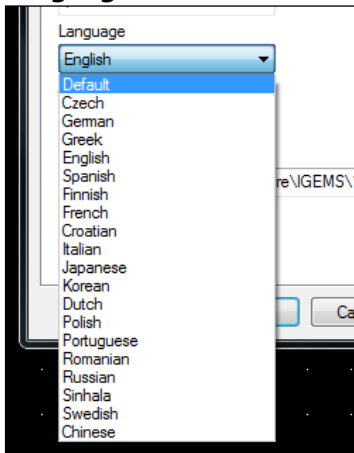 Language
English
Default
Czech
German
Greek
English
Spanish
re\IGEMS\
Finnish
French
Croatian
Italian
Japanese
Korean
Dutch
Ca
Polish
Portuguese
Romanian
Russian
Sinhala
Swedish
Chinese